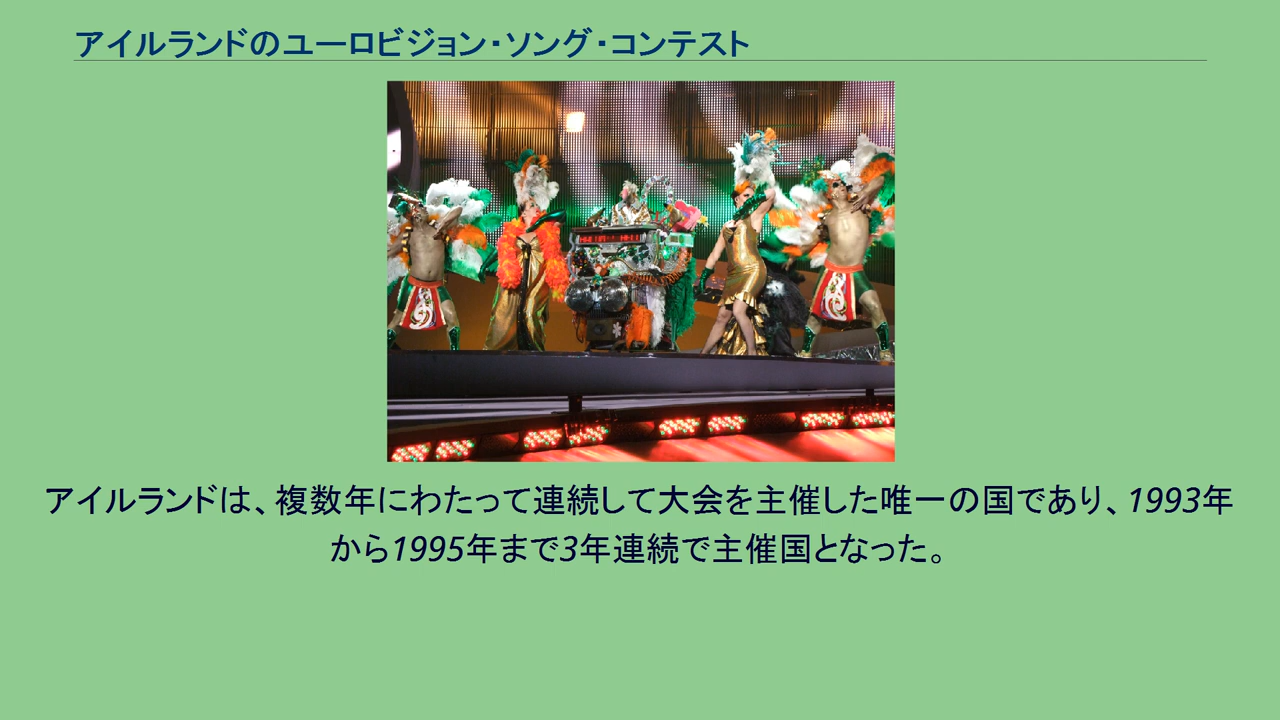 アイルランドのユーロビジョン・ソング・コンテスト
アイルランドは、複数年にわたって連続して大会を主催した唯一の国であり、1993年
から1995年まで3年連続で主催国となった。